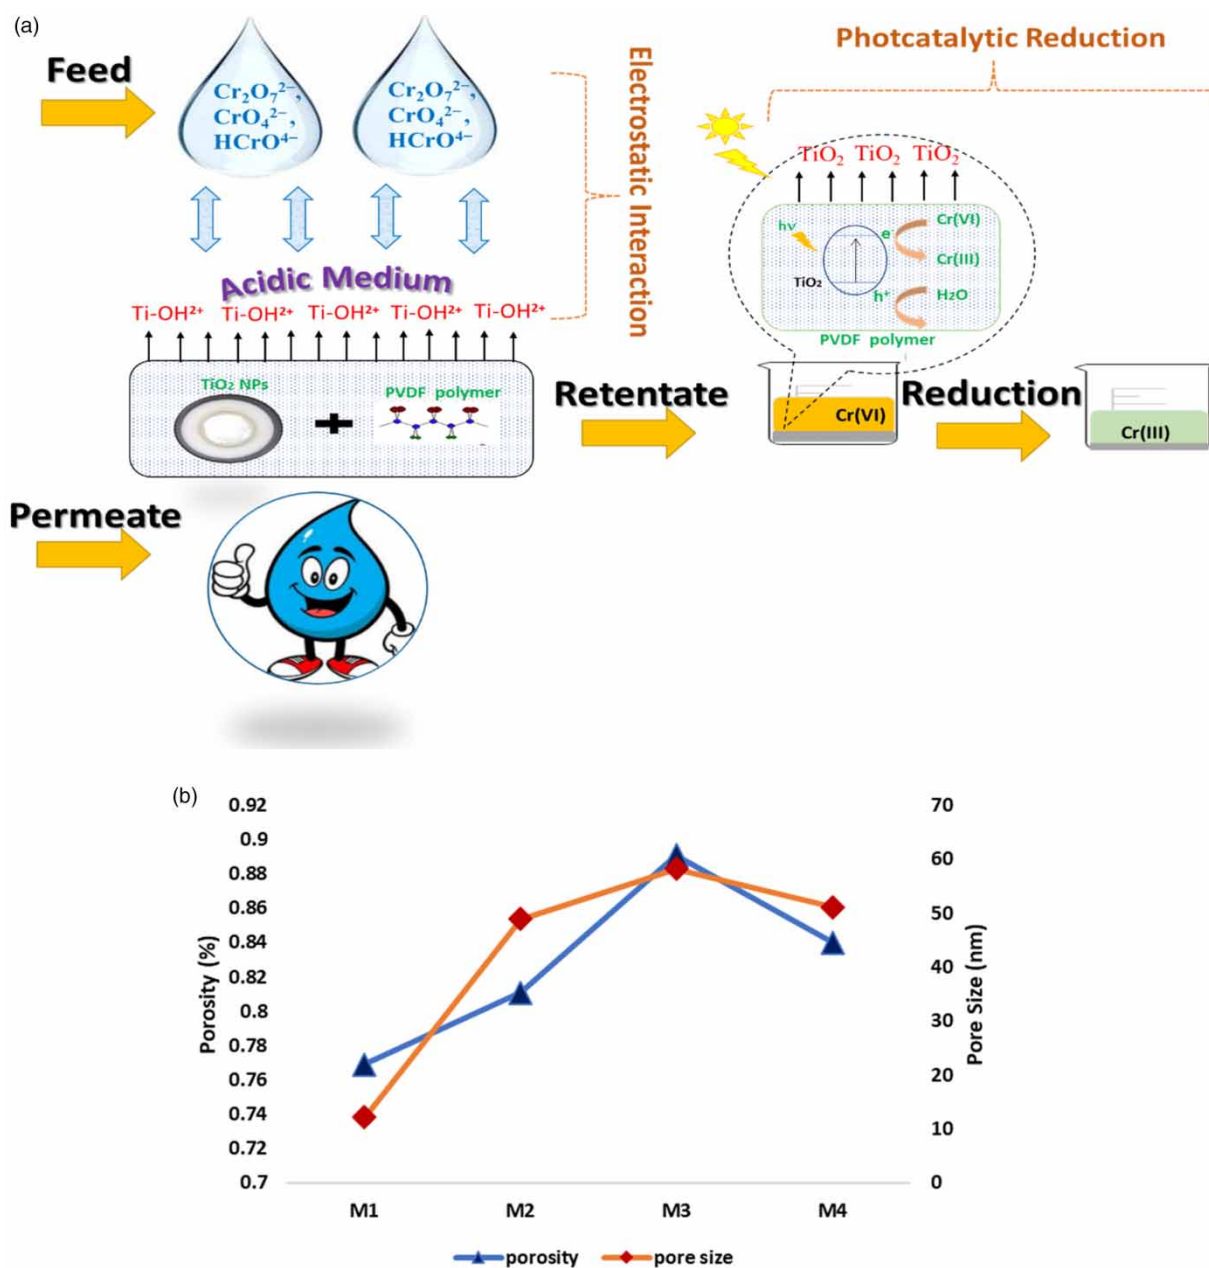 (a)
Feed
Cr₂O₇²⁻,
CrO₄²⁻,
HCrO⁴⁻
Cr₂O₇²⁻,
CrO₄²⁻,
HCrO⁴⁻
Electrostatic Interaction
Acidic Medium
Ti-OH²⁺ Ti-OH²⁺ Ti-OH²⁺ Ti-OH²⁺ Ti-OH²⁺
TiO₂ NPs
PVDF polymer
Photcatalytic Reduction
TiO₂ TiO₂ TiO₂
hν
e⁻
Cr(VI)
Cr(III)
TiO₂
h⁺
H₂O
PVDF polymer
Retentate
Cr(VI)
Reduction
Cr(III)
Permeate
(b)
Porosity (%)
0.92
0.9
0.88
0.86
0.84
0.82
0.8
0.78
0.76
0.74
0.72
0.7
70
60
50
40
30
20
10
0
Pore Size (nm)
M1 M2 M3 M4
porosity pore size